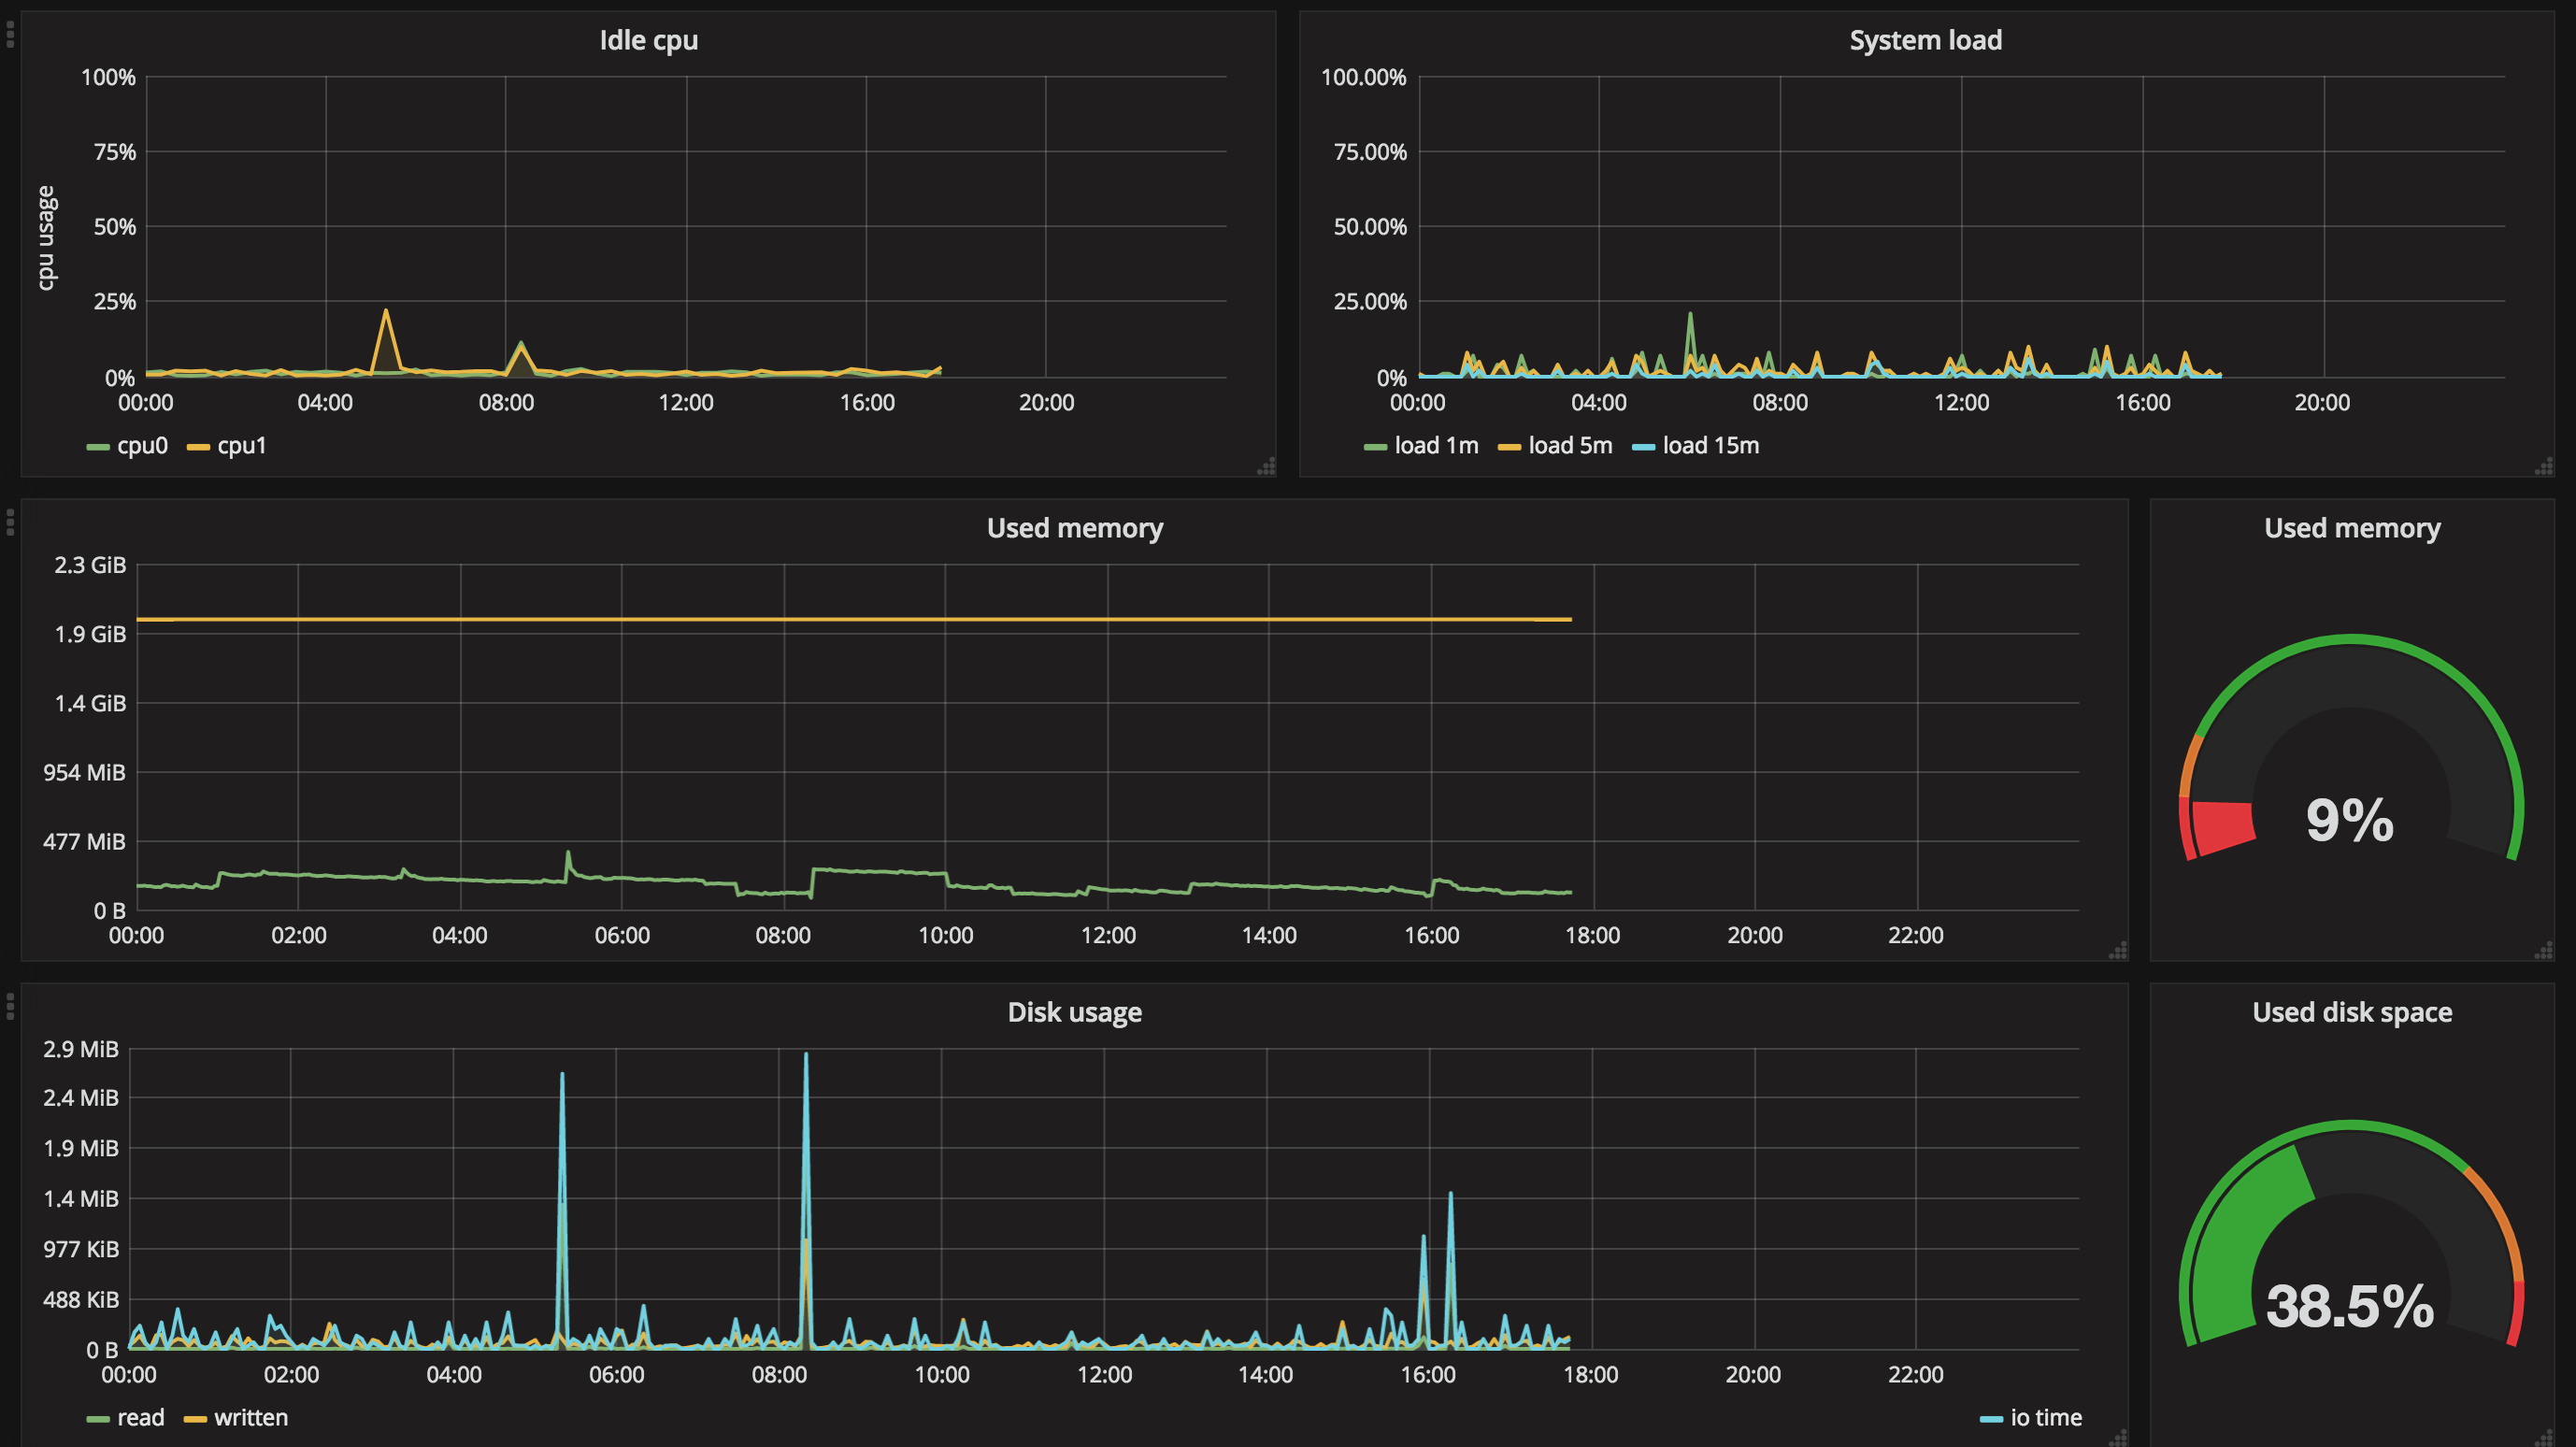 Idle cpu
100%
75%
50%
25%
0%
cpu usage
00:00 04:00 08:00 12:00 16:00 20:00
cpu0 cpu1
System load
100.00%
75.00%
50.00%
25.00%
0%
00:00 04:00 08:00 12:00 16:00 20:00
load 1m load 5m load 15m
Used memory
2.3 GiB
1.9 GiB
1.4 GiB
954 MiB
477 MiB
0 B
00:00 02:00 04:00 06:00 08:00 10:00 12:00 14:00 16:00 18:00 20:00 22:00
Used memory
9%
Disk usage
2.9 MiB
2.4 MiB
1.9 MiB
1.4 MiB
977 KiB
488 KiB
0 B
00:00 02:00 04:00 06:00 08:00 10:00 12:00 14:00 16:00 18:00 20:00 22:00
read written io time
Used disk space
38.5%